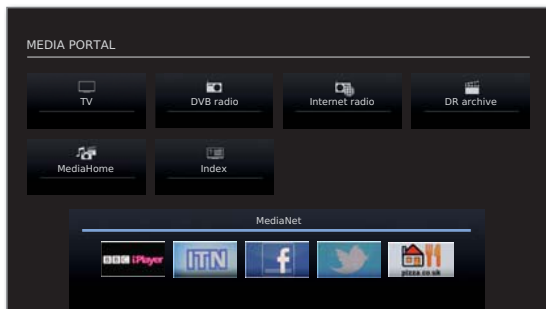 MEDIA PORTAL
TV
DVB radio
Internet radio
DR archive
MediaHome
Index
MediaNet
BBC iPlayer
ITN
f
pizza.co.uk